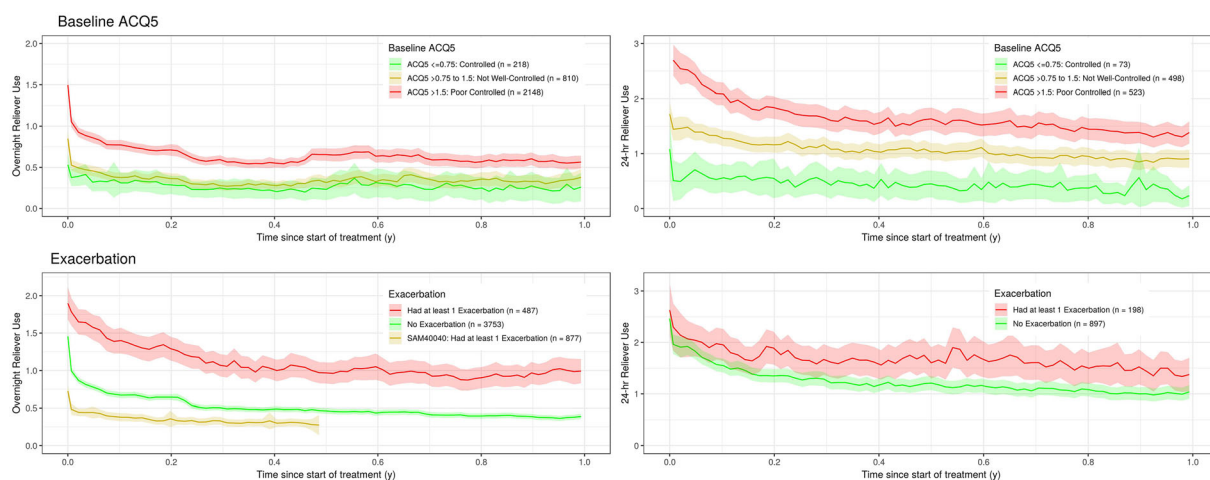 Baseline ACQ5
Overnight Reliever Use
2.0
1.5
1.0
0.5
0.0
Baseline ACQ5
ACQ5 <=0.75: Controlled (n = 218)
ACQ5 >0.75 to 1.5: Not Well-Controlled (n = 810)
ACQ5 >1.5: Poor Controlled (n = 2148)
0.0 0.2 0.4 0.6 0.8 1.0
Time since start of treatment (y)
24-hr Reliever Use
3
2
1
0
Baseline ACQ5
ACQ5 <=0.75: Controlled (n = 73)
ACQ5 >0.75 to 1.5: Not Well-Controlled (n = 498)
ACQ5 >1.5: Poor Controlled (n = 523)
0.0 0.2 0.4 0.6 0.8 1.0
Time since start of treatment (y)
Exacerbation
Overnight Reliever Use
2.0
1.5
1.0
0.5
0.0
Exacerbation
Had at least 1 Exacerbation (n = 487)
No Exacerbation (n = 3753)
SAM40040: Had at least 1 Exacerbation (n = 877)
0.0 0.2 0.4 0.6 0.8 1.0
Time since start of treatment (y)
24-hr Reliever Use
3
2
1
0
Exacerbation
Had at least 1 Exacerbation (n = 198)
No Exacerbation (n = 897)
0.0 0.2 0.4 0.6 0.8 1.0
Time since start of treatment (y)